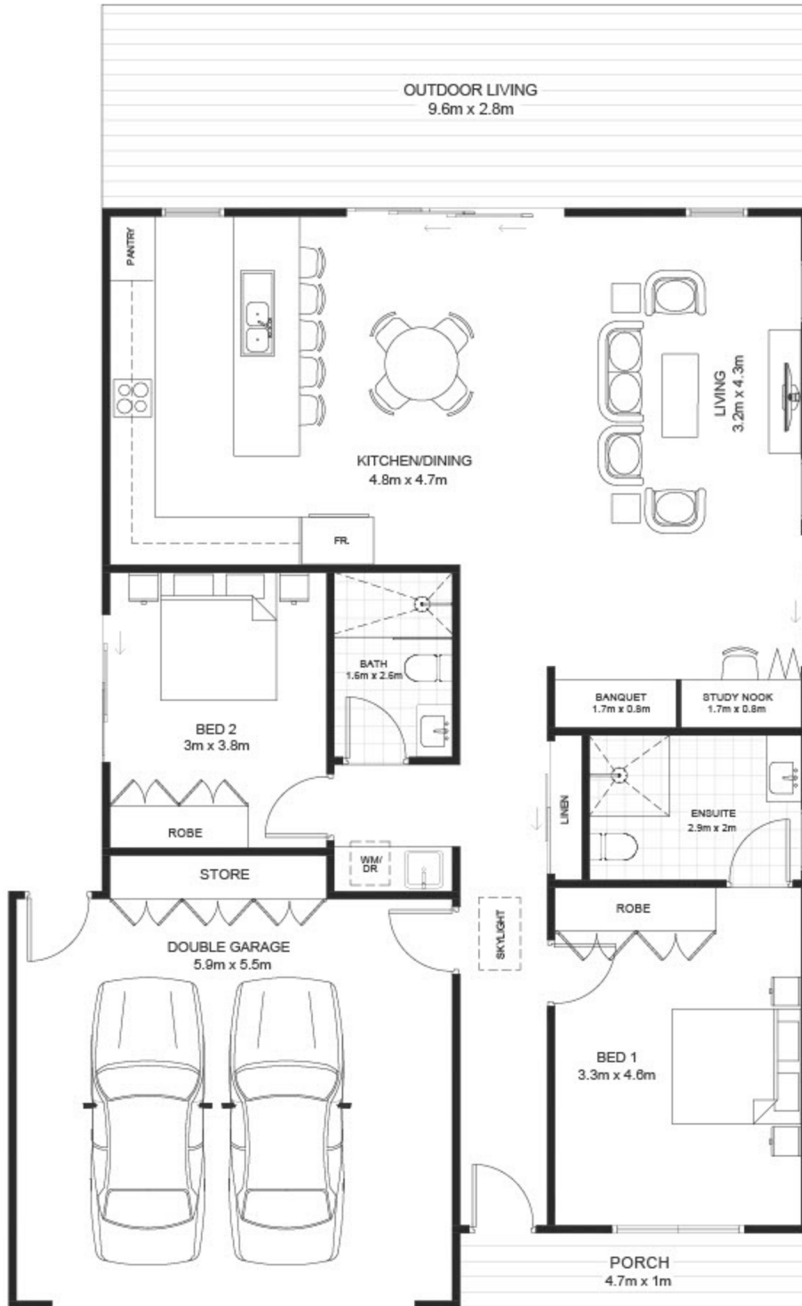 OUTDOOR LIVING
9.6m x 2.8m
PANTRY
LIVING
3.2m x 4.3m
KITCHEN/DINING
4.8m x 4.7m
FR.
BATH
1.6m x 2.6m
BANQUET
1.7m x 0.8m
STUDY NOOK
1.7m x 0.8m
BED 2
3m x 3.8m
LINEN
ENSUITE
2.9m x 2m
ROBE
WM/
DR
STORE
ROBE
SKYLIGHT
DOUBLE GARAGE
5.9m x 5.5m
BED 1
3.3m x 4.6m
PORCH
4.7m x 1m